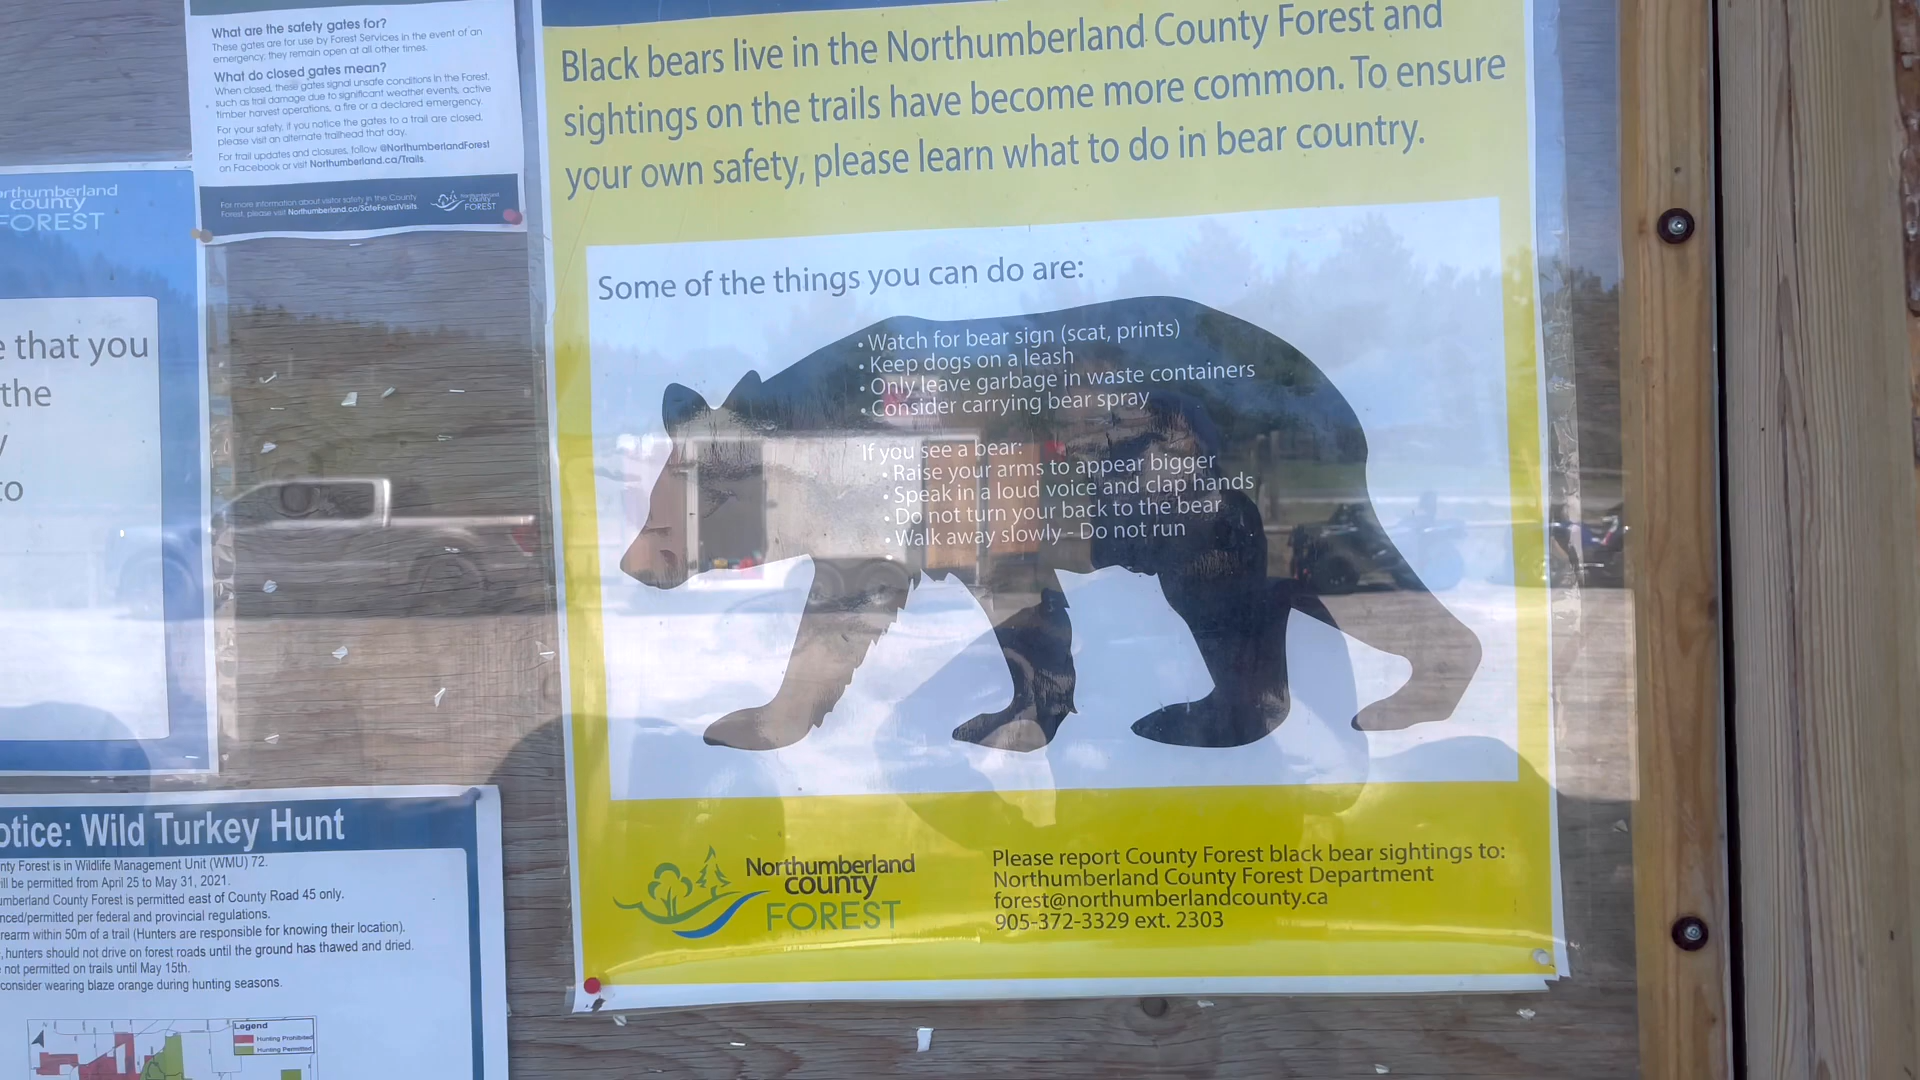 What are the safety gates for?
These gates are for use by Forest Services in the event of an
emergency; they remain open at all other times.
What do closed gates mean?
When closed, these gates signal unsafe conditions in the Forest,
such as trail damage due to significant weather events, active
timber harvest operations, a fire or a declared emergency.
For your safety, if you notice the gates to a trail are closed,
please visit an alternate trailhead that day.
For trail updates and closures, follow @NorthumberlandForest
on Facebook or visit Northumberland.ca/Trails.
For more information about visitor safety in the County
Forest, please visit Northumberland.ca/SafeForestVisits.
Northumberland
county
FOREST
rthumberland
county
FOREST
e that you
the
y
to
otice: Wild Turkey Hunt
nty Forest is in Wildlife Management Unit (WMU) 72.
ill be permitted from April 25 to May 31, 2021.
umberland County Forest is permitted east of County Road 45 only.
nced/permitted per federal and provincial regulations.
rearm within 50m of a trail (Hunters are responsible for knowing their location).
, hunters should not drive on forest roads until the ground has thawed and dried.
not permitted on trails until May 15th.
consider wearing blaze orange during hunting seasons.
N
Legend
Hunting Prohibited
Hunting Permitted
Black bears live in the Northumberland County Forest and
sightings on the trails have become more common. To ensure
your own safety, please learn what to do in bear country.
Some of the things you can do are:
• Watch for bear sign (scat, prints)
• Keep dogs on a leash
• Only leave garbage in waste containers
• Consider carrying bear spray
If you see a bear:
• Raise your arms to appear bigger
• Speak in a loud voice and clap hands
• Do not turn your back to the bear
• Walk away slowly - Do not run
Northumberland
county
FOREST
Please report County Forest black bear sightings to:
Northumberland County Forest Department
forest@northumberlandcounty.ca
905-372-3329 ext. 2303